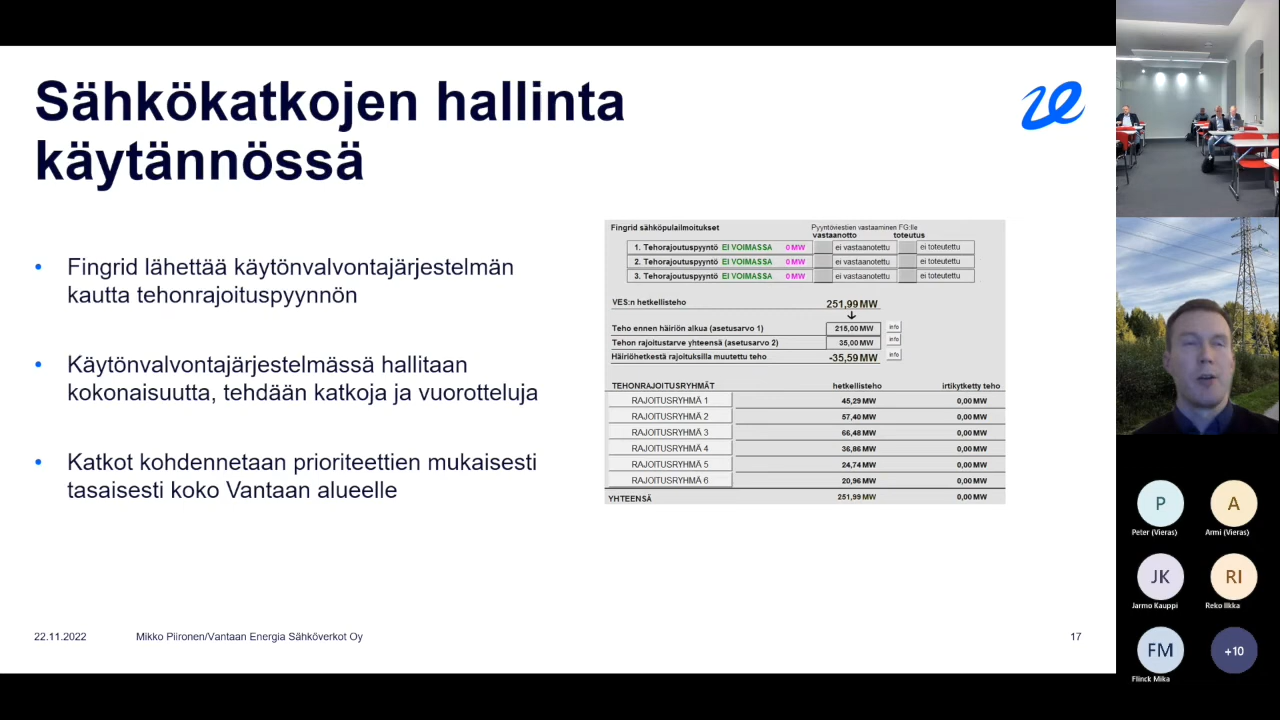 Sähkökatkojen hallinta
käytännössä
• Fingrid lähettää käytönvalvontajärjestelmän
kautta tehonrajoituspyynnön
• Käytönvalvontajärjestelmässä hallitaan
kokonaisuutta, tehdään katkoja ja vuorotteluja
• Katkot kohdennetaan prioriteettien mukaisesti
tasaisesti koko Vantaan alueelle
Fingrid sähköpulailmoitukset
Pyyntöviestien vastaaminen FG:lle
vastaanotto toteutus
1. Tehorajoutuspyyntö EI VOIMASSA 0 MW ei vastaanotettu ei toteutettu
2. Tehorajoutuspyyntö EI VOIMASSA 0 MW ei vastaanotettu ei toteutettu
3. Tehorajoutuspyyntö EI VOIMASSA 0 MW ei vastaanotettu ei toteutettu
VES:n hetkellisteho 251,99 MW
Teho ennen häiriön alkua (asetusarvo 1) 215,00 MW info
Tehon rajoitustarve yhteensä (asetusarvo 2) 35,00 MW info
Häiriöhetkestä rajoituksilla muutettu teho -35,59 MW info
TEHONRAJOITUSRYHMÄT hetkellisteho irtikytketty teho
RAJOITUSRYHMÄ 1 45,29 MW 0,00 MW
RAJOITUSRYHMÄ 2 57,40 MW 0,00 MW
RAJOITUSRYHMÄ 3 66,48 MW 0,00 MW
RAJOITUSRYHMÄ 4 36,86 MW 0,00 MW
RAJOITUSRYHMÄ 5 24,74 MW 0,00 MW
RAJOITUSRYHMÄ 6 20,96 MW 0,00 MW
YHTEENSÄ 251,99 MW 0,00 MW
22.11.2022 Mikko Piironen/Vantaan Energia Sähköverkot Oy 17
P A
Peter (Vieras) Armi (Vieras)
JK RI
Jarmo Kauppi Reko Ilkka
FM +10
Flinck Mika